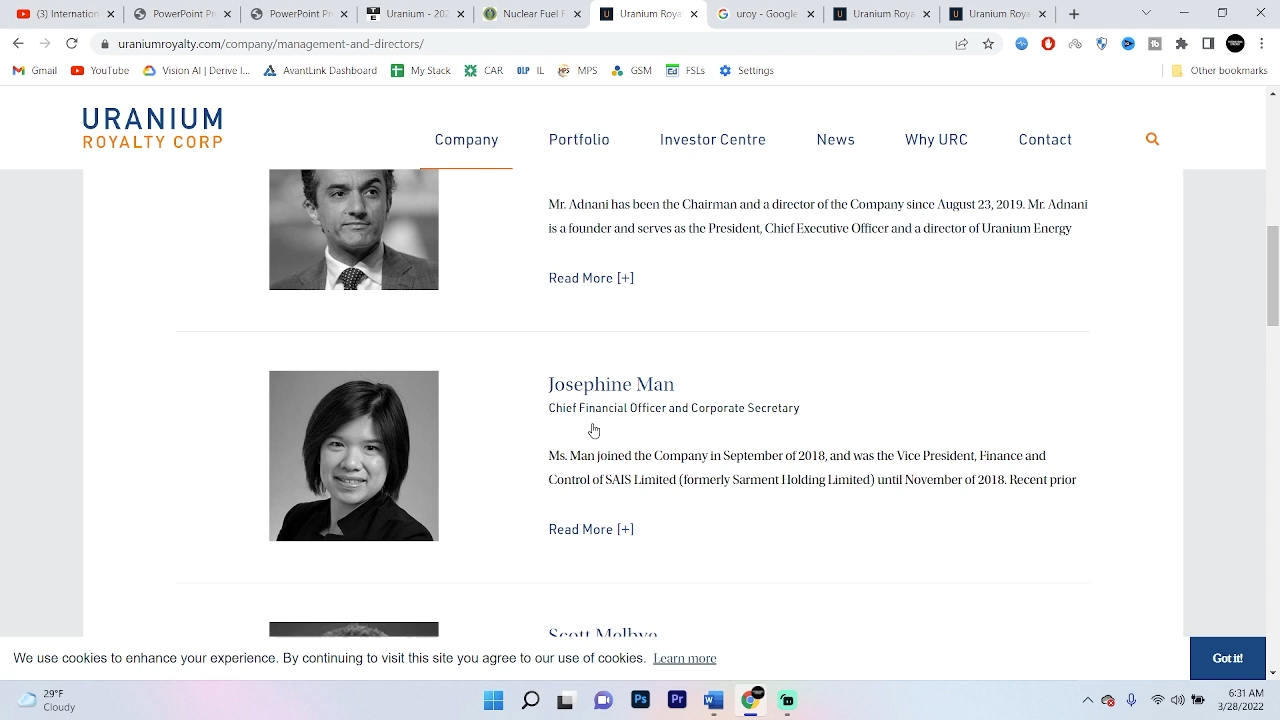 (3) Internation
Royalty Portfolio
PowerPoint - P
Uranium - 202
Nuclear Fuel F
Uranium Roya
uroy - Google
Uranium Roya
Uranium Ro
uraniumroyalty.com/company/management-and-directors/
Gmail
YouTube
Vision AI | Derive I...
AvantLink Dashboard
My Stack
CAR
IL
MPS
GSM
FSLs
Settings
Other bookmarks
URANIUM
ROYALTY CORP
Company
Portfolio
Investor Centre
News
Why URC
Contact
Mr. Adnani has been the Chairman and a director of the Company since August 23, 2019. Mr. Adnani
is a founder and serves as the President, Chief Executive Officer and a director of Uranium Energy
Read More [+]
Josephine Man
Chief Financial Officer and Corporate Secretary
Ms. Man joined the Company in September of 2018, and was the Vice President, Finance and
Control of SAIS Limited (formerly Sarment Holding Limited) until November of 2018. Recent prior
Read More [+]
Scott Melbye
We use cookies to enhance your experience. By continuing to visit this site you agree to our use of cookies. Learn more
Got it!
29°F
Cloudy
6:31 AM
3/28/2022